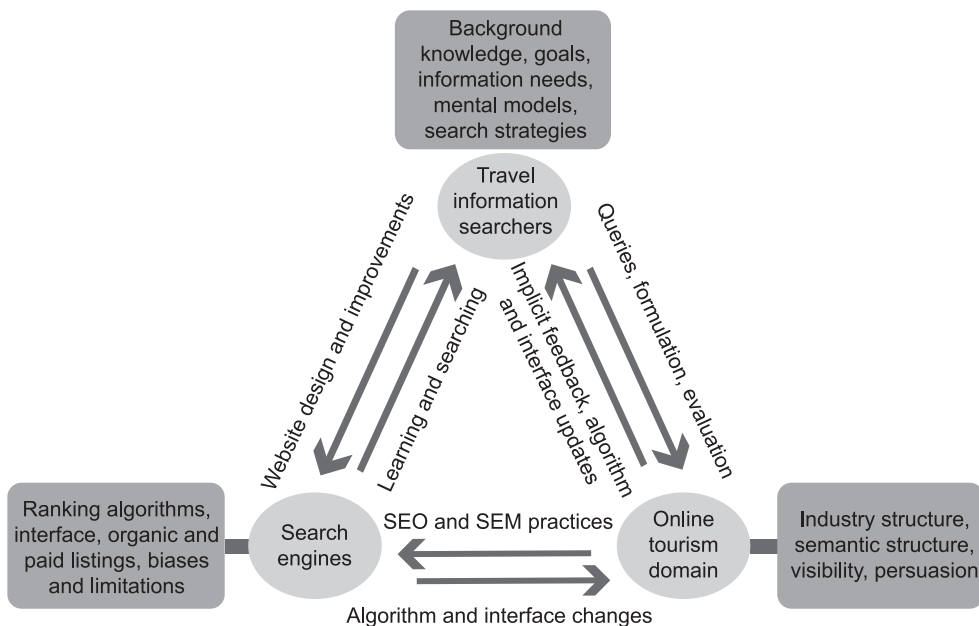 Background
knowledge, goals,
information needs,
mental models,
search strategies
Travel
information
searchers
Website design and improvements
Learning and searching
Implicit feedback, algorithm
and interface updates
Queries, formulation, evaluation
Ranking algorithms,
interface, organic and
paid listings, biases
and limitations
Search
engines
SEO and SEM practices
Algorithm and interface changes
Online
tourism
domain
Industry structure,
semantic structure,
visibility, persuasion